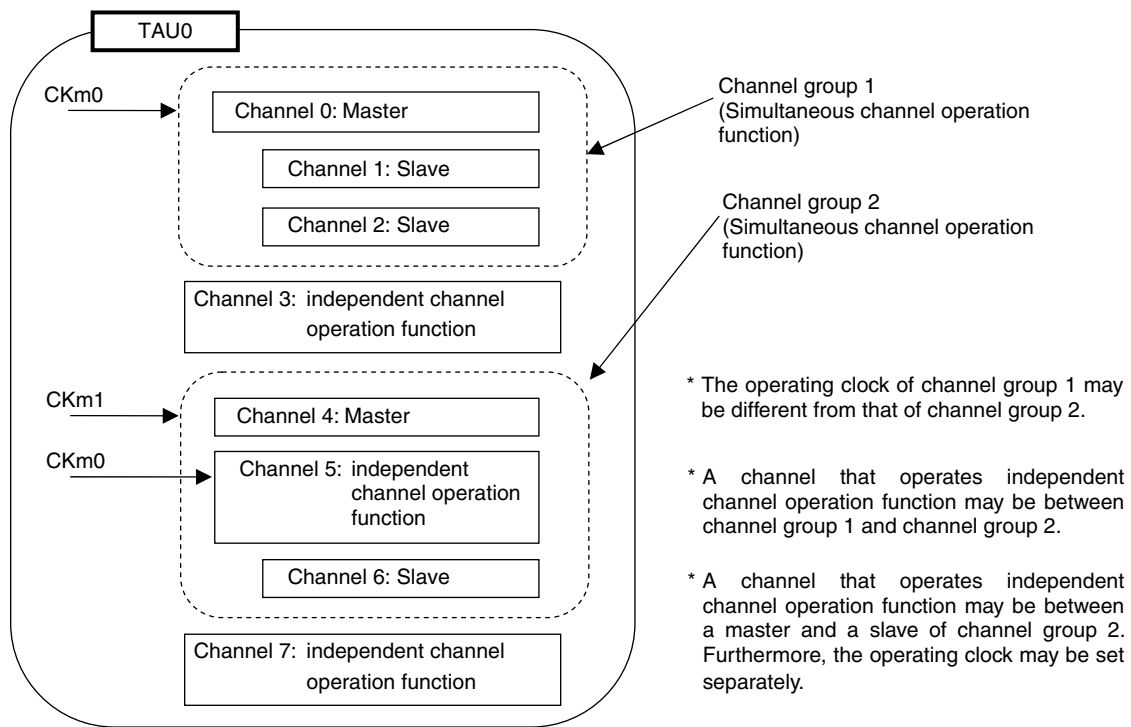 TAU0
CKm0
Channel 0: Master
Channel 1: Slave
Channel 2: Slave
Channel group 1
(Simultaneous channel operation
function)
Channel group 2
(Simultaneous channel operation
function)
Channel 3: independent channel
operation function
CKm1
Channel 4: Master
CKm0
Channel 5: independent
channel operation
function
Channel 6: Slave
Channel 7: independent channel
operation function
* The operating clock of channel group 1 may
be different from that of channel group 2.
* A channel that operates independent
channel operation function may be between
channel group 1 and channel group 2.
* A channel that operates independent
channel operation function may be between
a master and a slave of channel group 2.
Furthermore, the operating clock may be set
separately.